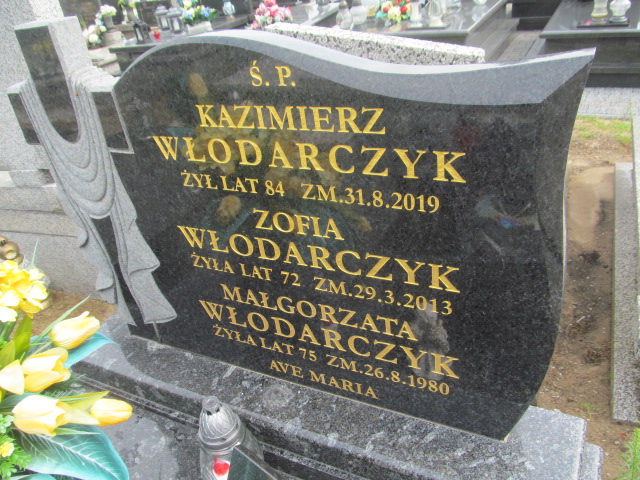 Ś. P.
KAZIMIERZ
WŁODARCZYK
ŻYŁ LAT 84 ZM.31.8.2019
ZOFIA
WŁODARCZYK
ŻYŁA LAT 72 ZM.29.3.2013
MAŁGORZATA
WŁODARCZYK
ŻYŁA LAT 75 ZM.26.8.1980
AVE MARIA